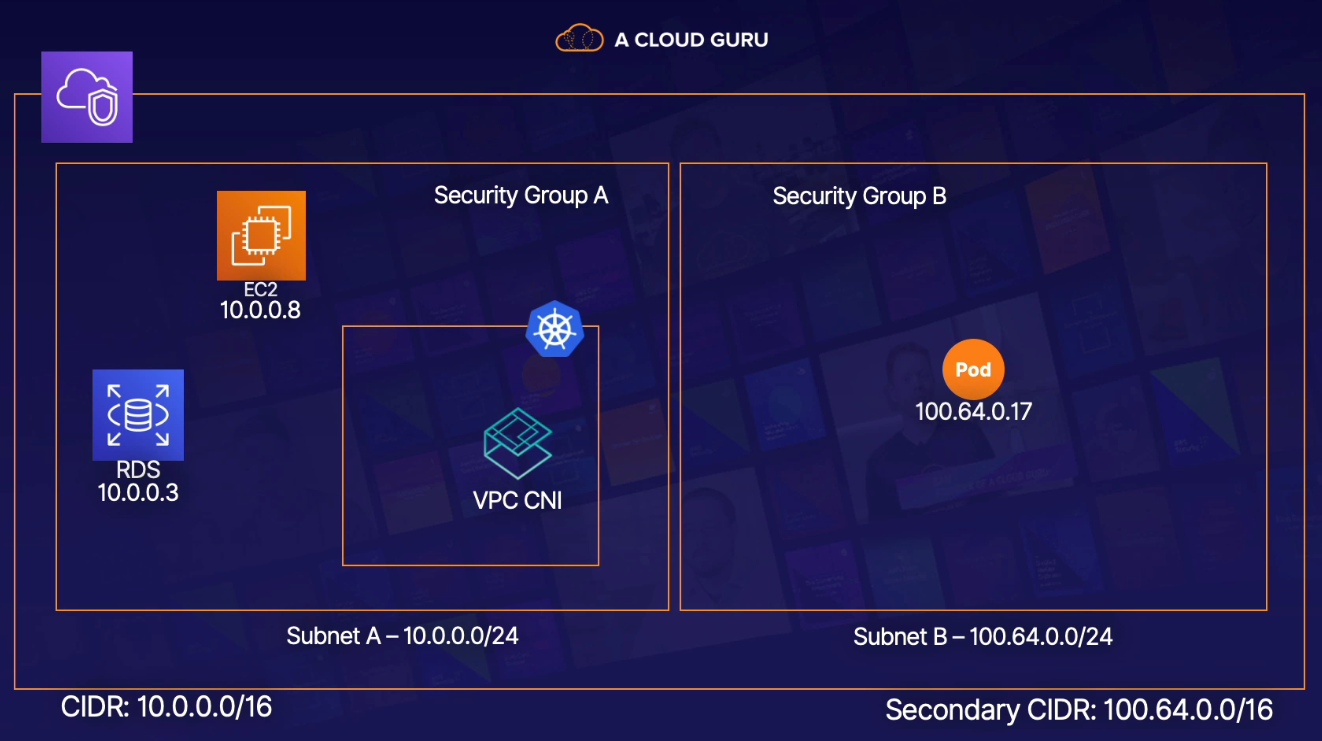 A CLOUD GURU
Security Group A
Security Group B
EC2
10.0.0.8
Pod
100.64.0.17
RDS
10.0.0.3
VPC CNI
Subnet A – 10.0.0.0/24
Subnet B – 100.64.0.0/24
CIDR: 10.0.0.0/16
Secondary CIDR: 100.64.0.0/16